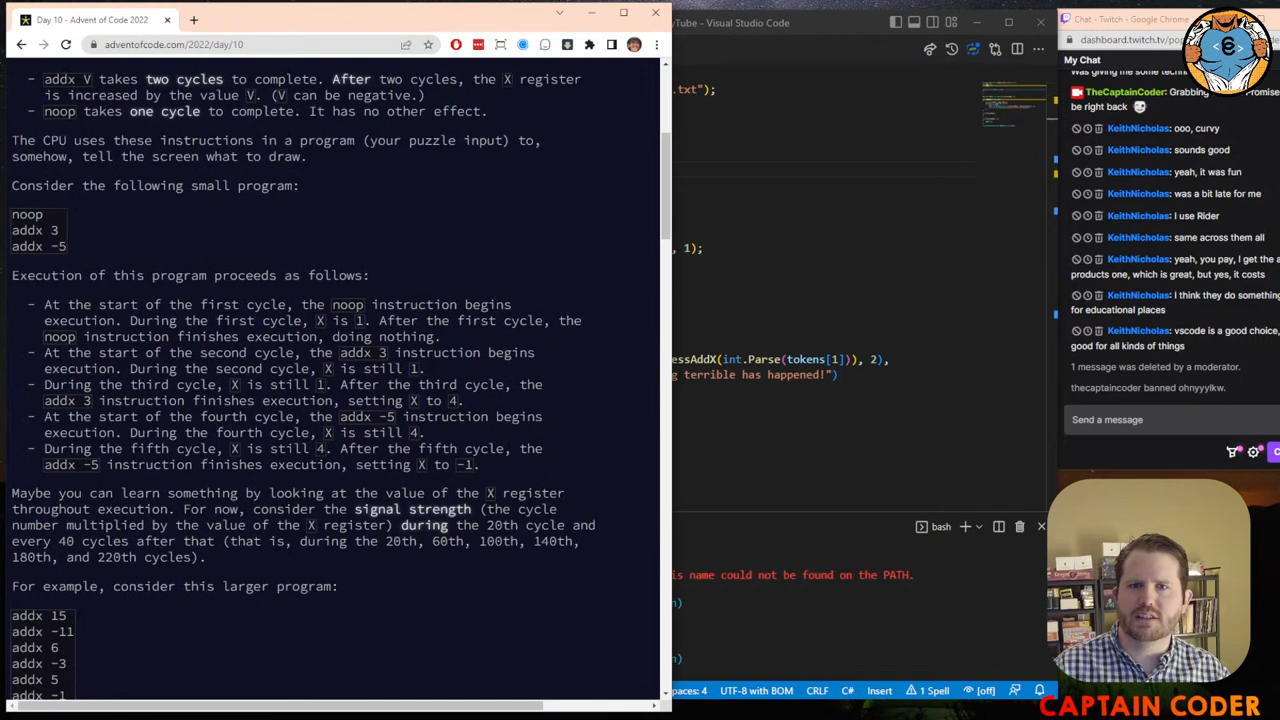 Day 10 - Advent of Code 2022
Tube - Visual Studio Code
Chat - Twitch - Google Chrome
adventofcode.com/2022/day/10
dashboard.twitch.tv/po
My Chat
- addx V takes two cycles to complete. After two cycles, the X
register
is increased by the value V. (V can be negative.)
- noop takes one cycle to complete. It has no other effect.
The CPU uses these instructions in a program (your puzzle input) to,
somehow, tell the screen what to draw.
Consider the following small program:
noop
addx 3
addx -5
Execution of this program proceeds as follows:
- At the start of the first cycle, the noop instruction begins
execution. During the first cycle, X is 1. After the first cycle, the
noop instruction finishes execution, doing nothing.
- At the start of the second cycle, the addx 3 instruction begins
execution. During the second cycle, X is still 1.
- During the third cycle, X is still 1. After the third cycle, the
addx 3 instruction finishes execution, setting X to 4.
- At the start of the fourth cycle, the addx -5 instruction begins
execution. During the fourth cycle, X is still 4.
- During the fifth cycle, X is still 4. After the fifth cycle, the
addx -5 instruction finishes execution, setting X to -1.
Maybe you can learn something by looking at the value of the X register
throughout execution. For now, consider the signal strength (the cycle
number multiplied by the value of the X register) during the 20th cycle and
every 40 cycles after that (that is, during the 20th, 60th, 100th, 140th,
180th, and 220th cycles).
For example, consider this larger program:
addx 15
addx -11
addx 6
addx -3
addx 5
addx -1
.txt");
, 1);
essAddX(int.Parse(tokens[1])), 2),
g terrible has happened!")
bash
is name could not be found on the PATH.
n)
n)
paces: 4 UTF-8 with BOM CRLF C# Insert 1 Spell [off]
was giving me some techni
TheCaptainCoder: Grabbing Promise
be right back
KeithNicholas: ooo, curvy
KeithNicholas: sounds good
KeithNicholas: yeah, it was fun
KeithNicholas: was a bit late for me
KeithNicholas: I use Rider
KeithNicholas: same across them all
KeithNicholas: yeah, you pay, I get the a
products one, which is great, but yes, it costs
KeithNicholas: I think they do something
for educational places
KeithNicholas: vscode is a good choice,
good for all kinds of things
1 message was deleted by a moderator.
thecaptaincoder banned ohnyyylkw.
Send a message
CAPTAIN CODER